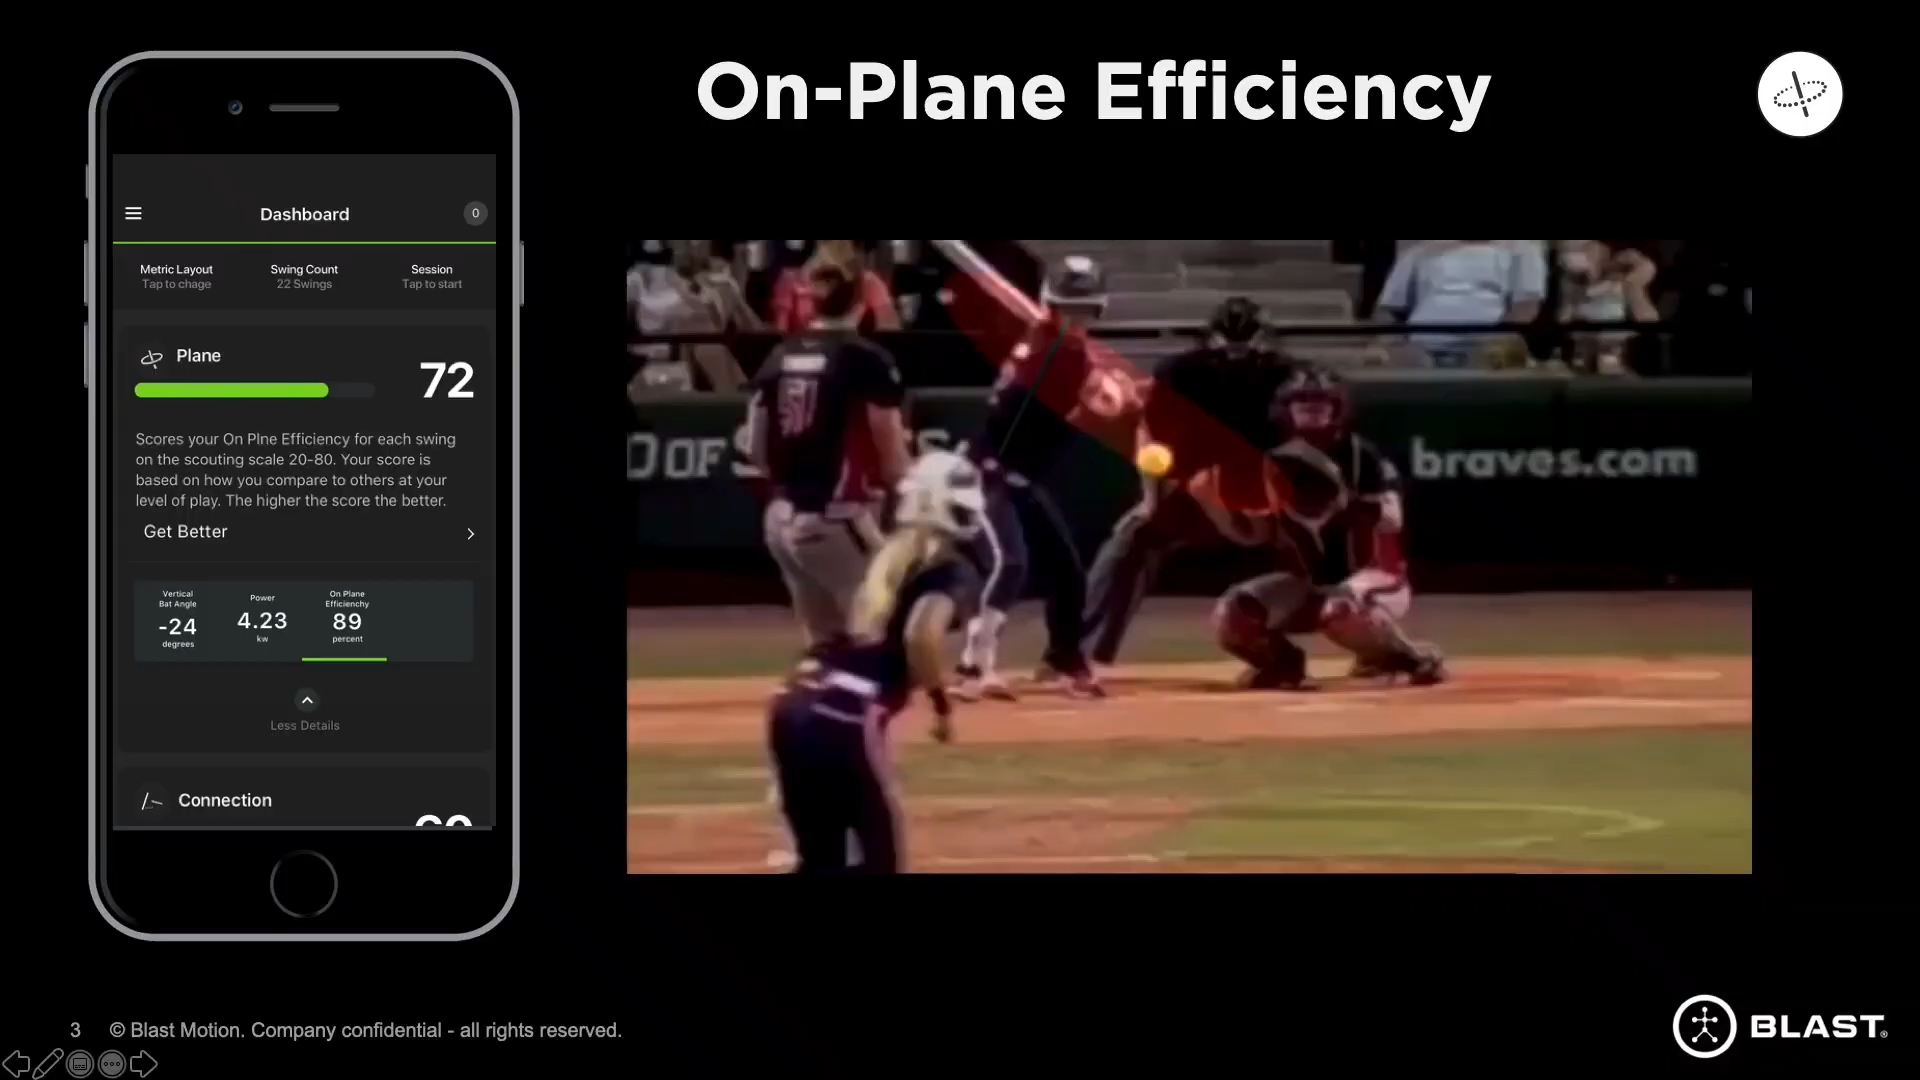 On-Plane Efficiency
Dashboard
0
Metric Layout
Tap to chage
Swing Count
22 Swings
Session
Tap to start
Plane
72
Scores your On Plne Efficiency for each swing
on the scouting scale 20-80. Your score is
based on how you compare to others at your
level of play. The higher the score the better.
Get Better
Vertical
Bat Angle
-24
degrees
Power
4.23
kw
On Plane
Efficienchy
89
percent
Less Details
Connection
braves.com
OF
3
© Blast Motion. Company confidential - all rights reserved.
BLAST®